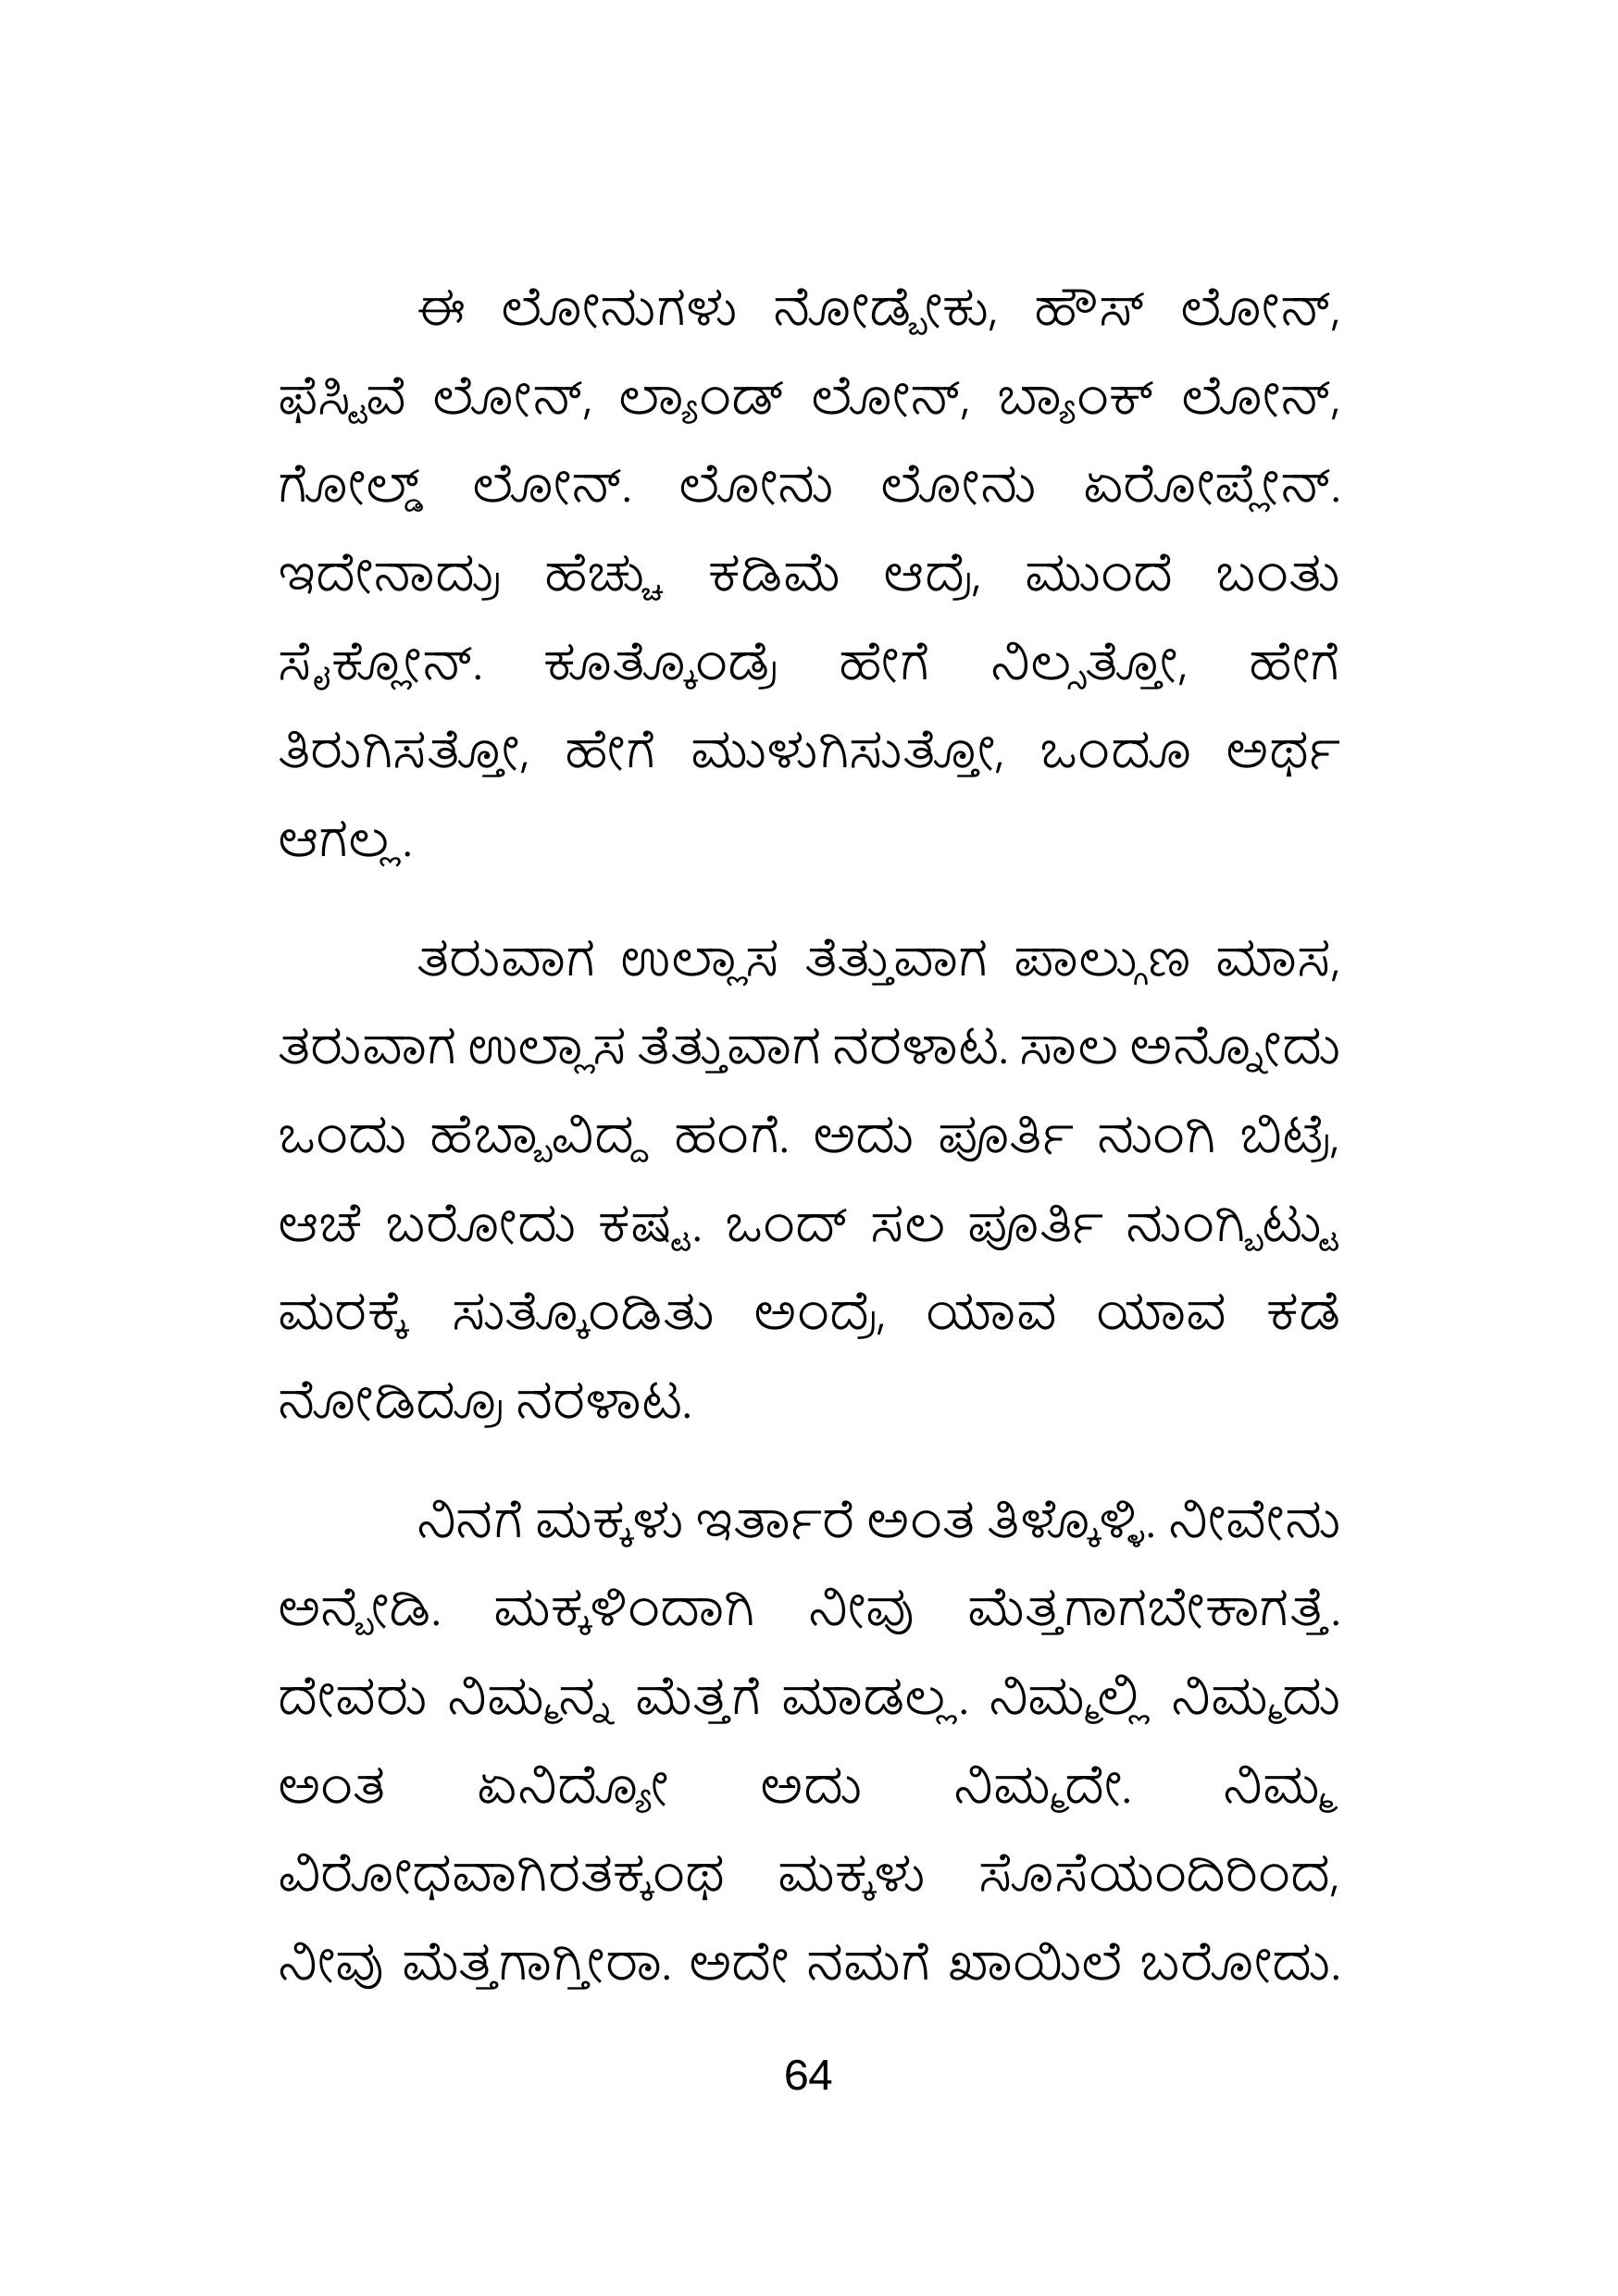 ಈ ಲೋನುಗಳು ನೋಡ್ಬೇಕು, ಹೌಸ್ ಲೋನ್,
ಫೆಸ್ಟಿವೆ ಲೋನ್, ಲ್ಯಾಂಡ್ ಲೋನ್, ಬ್ಯಾಂಕ್ ಲೋನ್,
ಗೋಲ್ಡ್ ಲೋನ್. ಲೋನು ಲೋನು ಏರೋಪ್ಲೇನ್.
ಇದೇನಾದ್ರು ಹೆಚ್ಚು ಕಡಿಮೆ ಆದ್ರೆ, ಮುಂದೆ ಬಂತು
ಸೈಕ್ಲೋನ್. ಕೂತ್ಕೊಂಡ್ರೆ ಹೇಗೆ ನಿಲ್ಸತ್ತೋ, ಹೇಗೆ
ತಿರುಗಿಸತ್ತೋ, ಹೇಗೆ ಮುಳುಗಿಸುತ್ತೋ, ಒಂದೂ ಅರ್ಥ
ಆಗಲ್ಲ.
ತರುವಾಗ ಉಲ್ಲಾಸ ತೆತ್ತುವಾಗ ಪಾಲ್ಗುಣ ಮಾಸ,
ತರುವಾಗ ಉಲ್ಲಾಸ ತೆತ್ತುವಾಗ ನರಳಾಟ. ಸಾಲ ಅನ್ನೋದು
ಒಂದು ಹೆಬ್ಬಾವಿದ್ದ ಹಂಗೆ. ಅದು ಪೂರ್ತಿ ನುಂಗಿ ಬಿಟ್ರೆ,
ಆಚೆ ಬರೋದು ಕಷ್ಟ. ಒಂದ್ ಸಲ ಪೂರ್ತಿ ನುಂಗ್ಬಿಟ್ಟು
ಮರಕ್ಕೆ ಸುತ್ಕೊಂಡಿತು ಅಂದ್ರೆ, ಯಾವ ಯಾವ ಕಡೆ
ನೋಡಿದ್ರೂ ನರಳಾಟ.
ನಿನಗೆ ಮಕ್ಕಳು ಇರ್ತಾರೆ ಅಂತ ತಿಳ್ಕೊಳ್ಳಿ. ನೀವೇನು
ಅನ್ಬೇಡಿ. ಮಕ್ಕಳಿಂದಾಗಿ ನೀವು ಮೆತ್ತಗಾಗಬೇಕಾಗತ್ತೆ.
ದೇವರು ನಿಮ್ಮನ್ನ ಮೆತ್ತಗೆ ಮಾಡಲ್ಲ. ನಿಮ್ಮಲ್ಲಿ ನಿಮ್ಮದು
ಅಂತ ಏನಿದ್ಯೋ ಅದು ನಿಮ್ಮದೇ. ನಿಮ್ಮ
ವಿರೋಧವಾಗಿರತಕ್ಕಂಥ ಮಕ್ಕಳು ಸೊಸೆಯಂದಿರಿಂದ,
ನೀವು ಮೆತ್ತಗಾಗ್ತೀರಾ. ಅದೇ ನಮಗೆ ಖಾಯಿಲೆ ಬರೋದು.
64